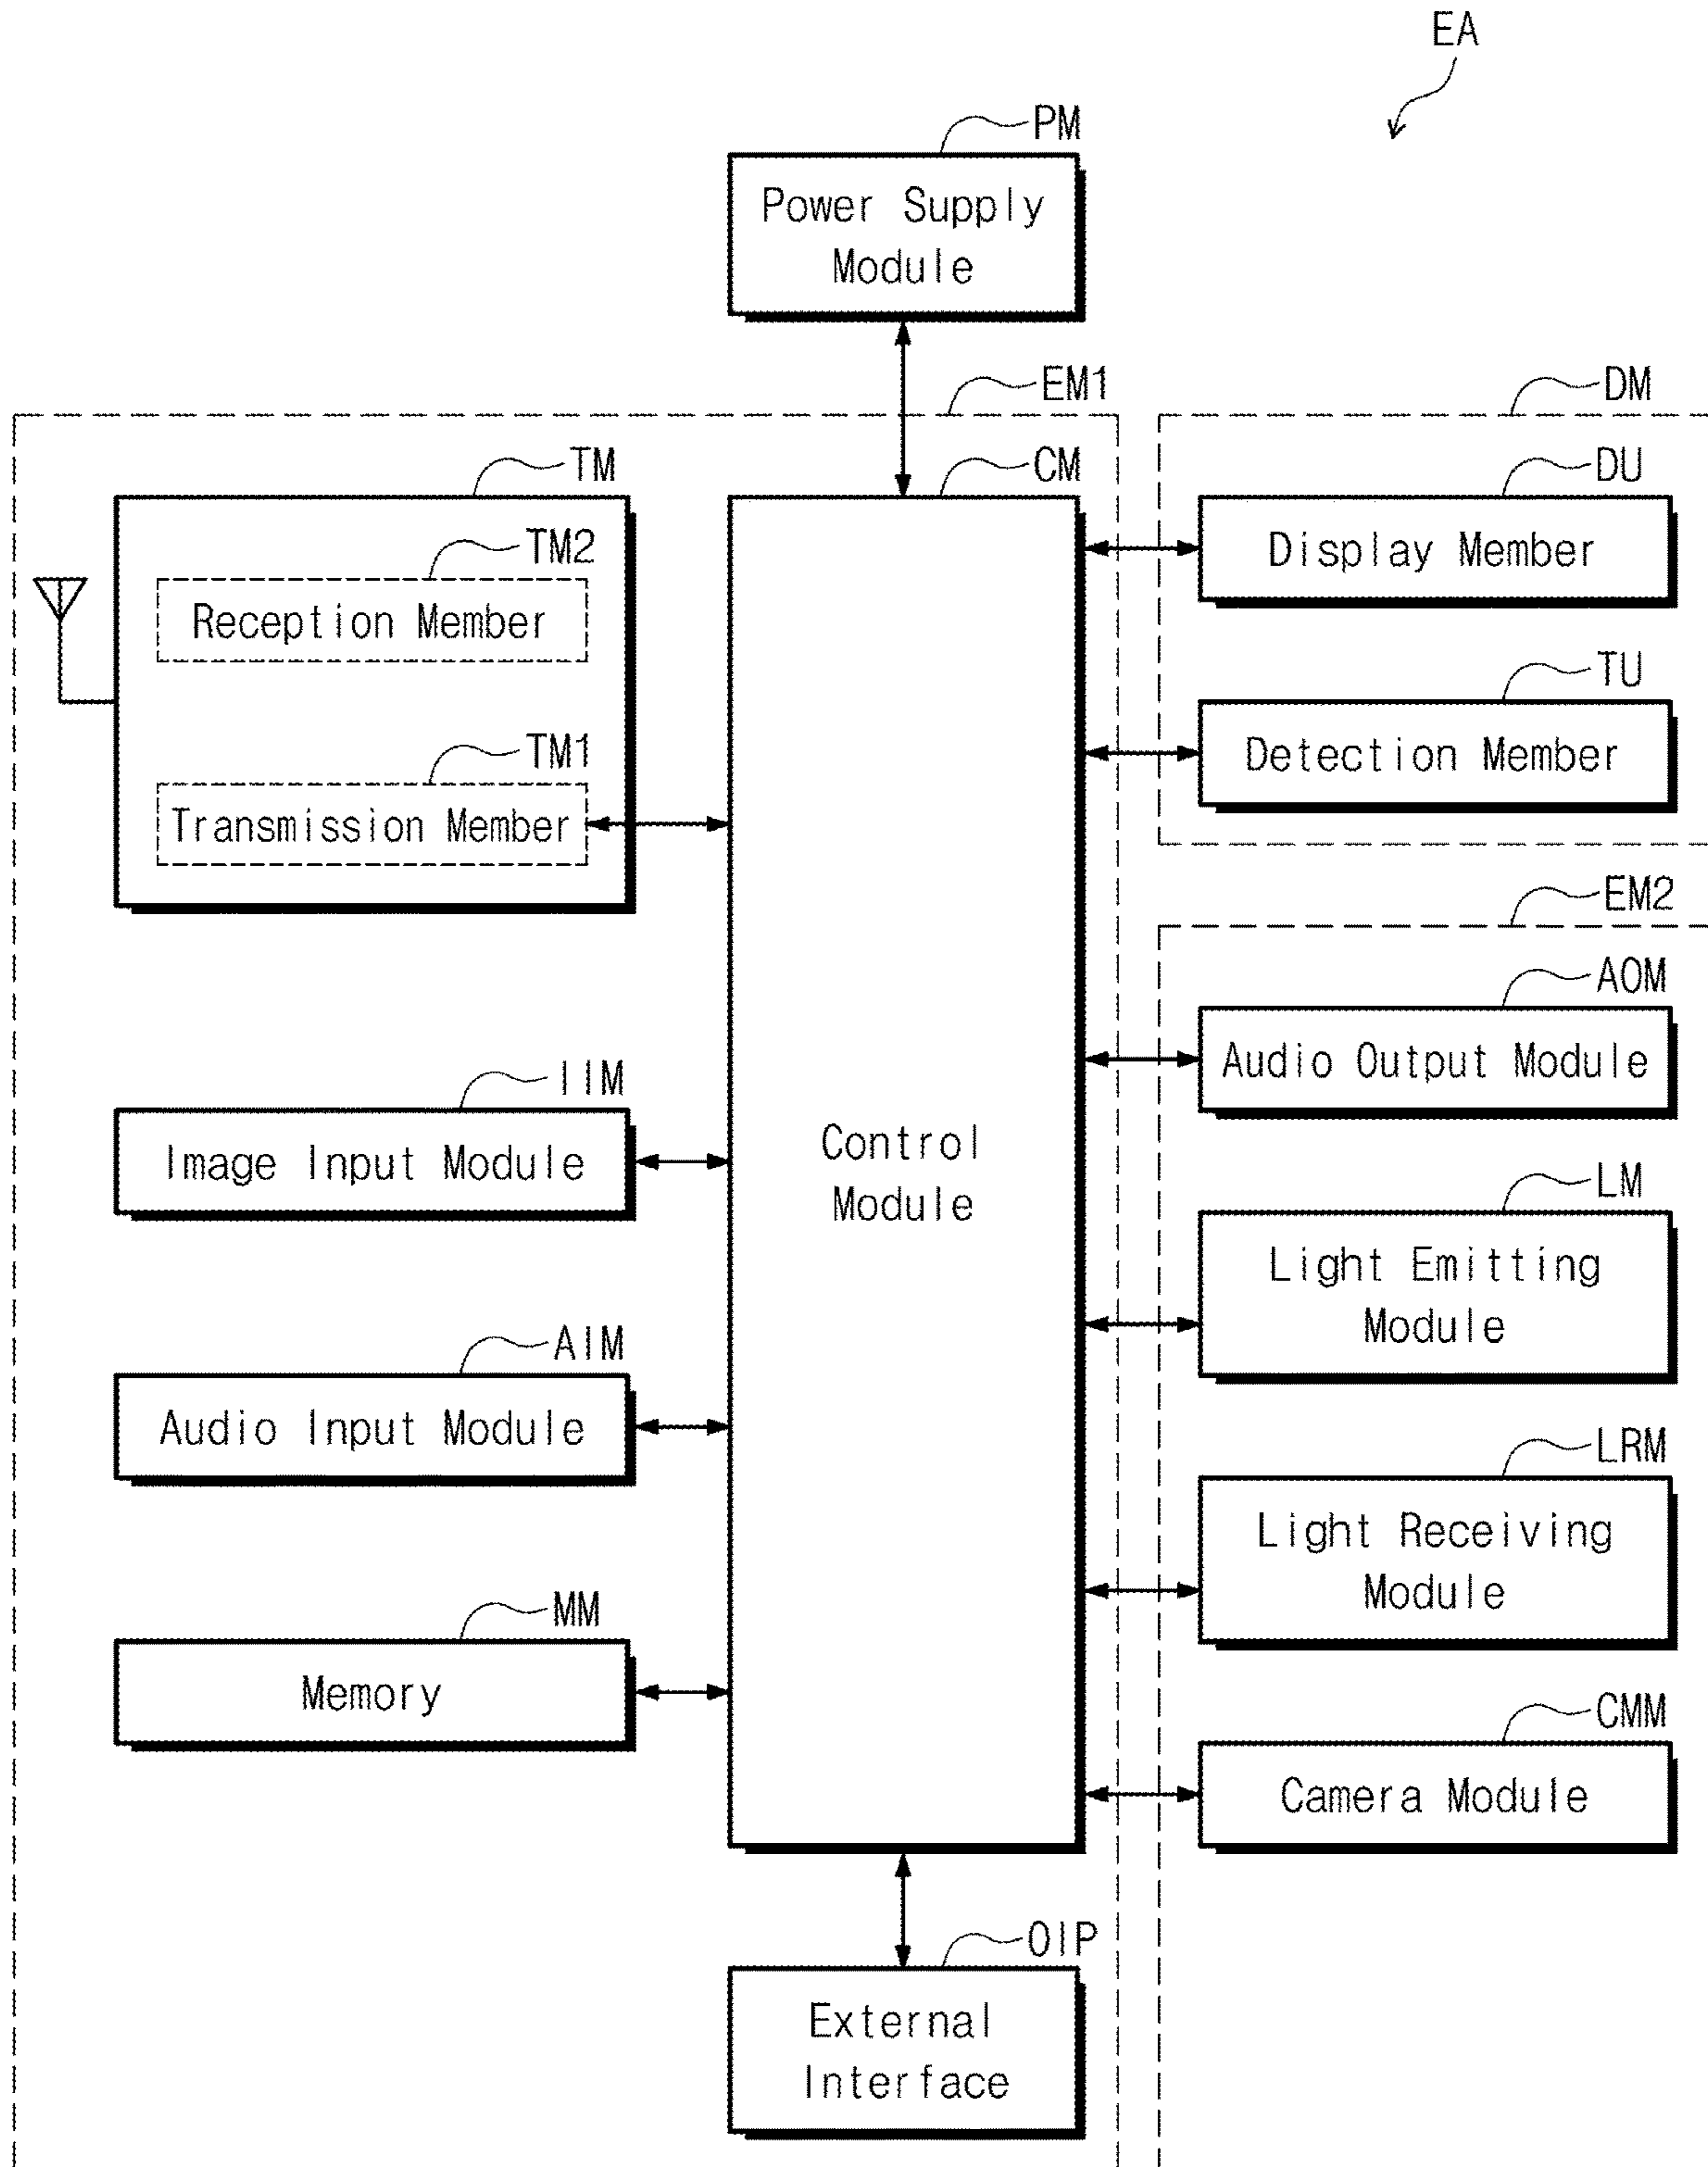 EA
PM
Power Supply
Module
EM1
DM
TM
CM
DU
TM2
Display Member
Reception Member
TU
TM1
Detection Member
Transmission Member
EM2
AOM
IIM
Audio Output Module
Control
Module
Image Input Module
LM
Light Emitting
Module
AIM
Audio Input Module
LRM
Light Receiving
Module
MM
Memory
CMM
Camera Module
OIP
External
Interface